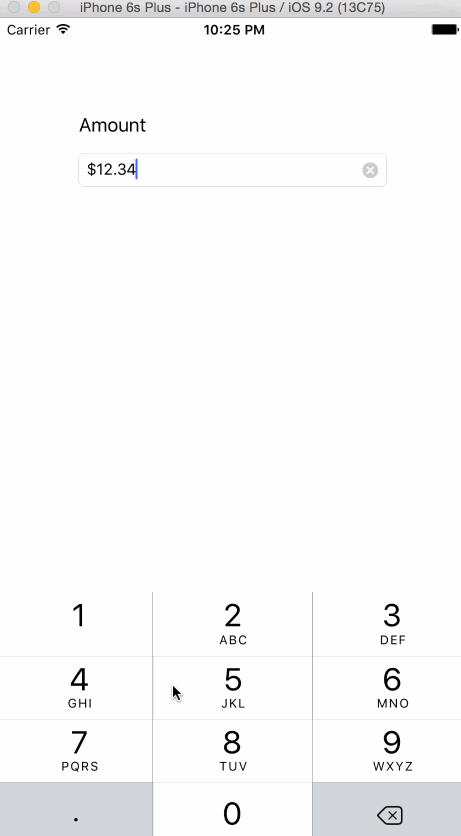 iPhone 6s Plus - iPhone 6s Plus / iOS 9.2 (13C75)
Carrier 10:25 PM
Amount
$12.34
1 2 3
ABC DEF
4 5 6
GHI JKL MNO
7 8 9
PQRS TUV WXYZ
. 0